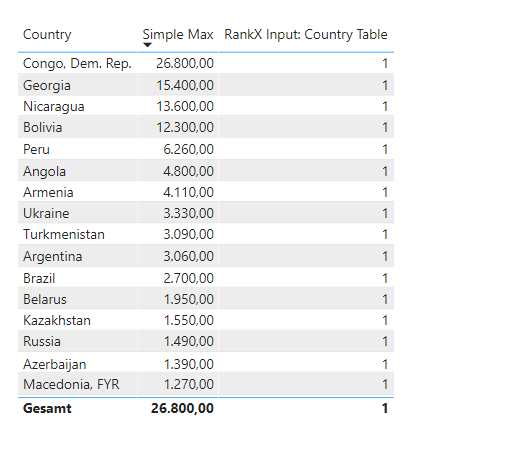 Country Simple Max RankX Input: Country Table
Congo, Dem. Rep. 26.800,00 1
Georgia 15.400,00 1
Nicaragua 13.600,00 1
Bolivia 12.300,00 1
Peru 6.260,00 1
Angola 4.800,00 1
Armenia 4.110,00 1
Ukraine 3.330,00 1
Turkmenistan 3.090,00 1
Argentina 3.060,00 1
Brazil 2.700,00 1
Belarus 1.950,00 1
Kazakhstan 1.550,00 1
Russia 1.490,00 1
Azerbaijan 1.390,00 1
Macedonia, FYR 1.270,00 1
Gesamt 26.800,00 1